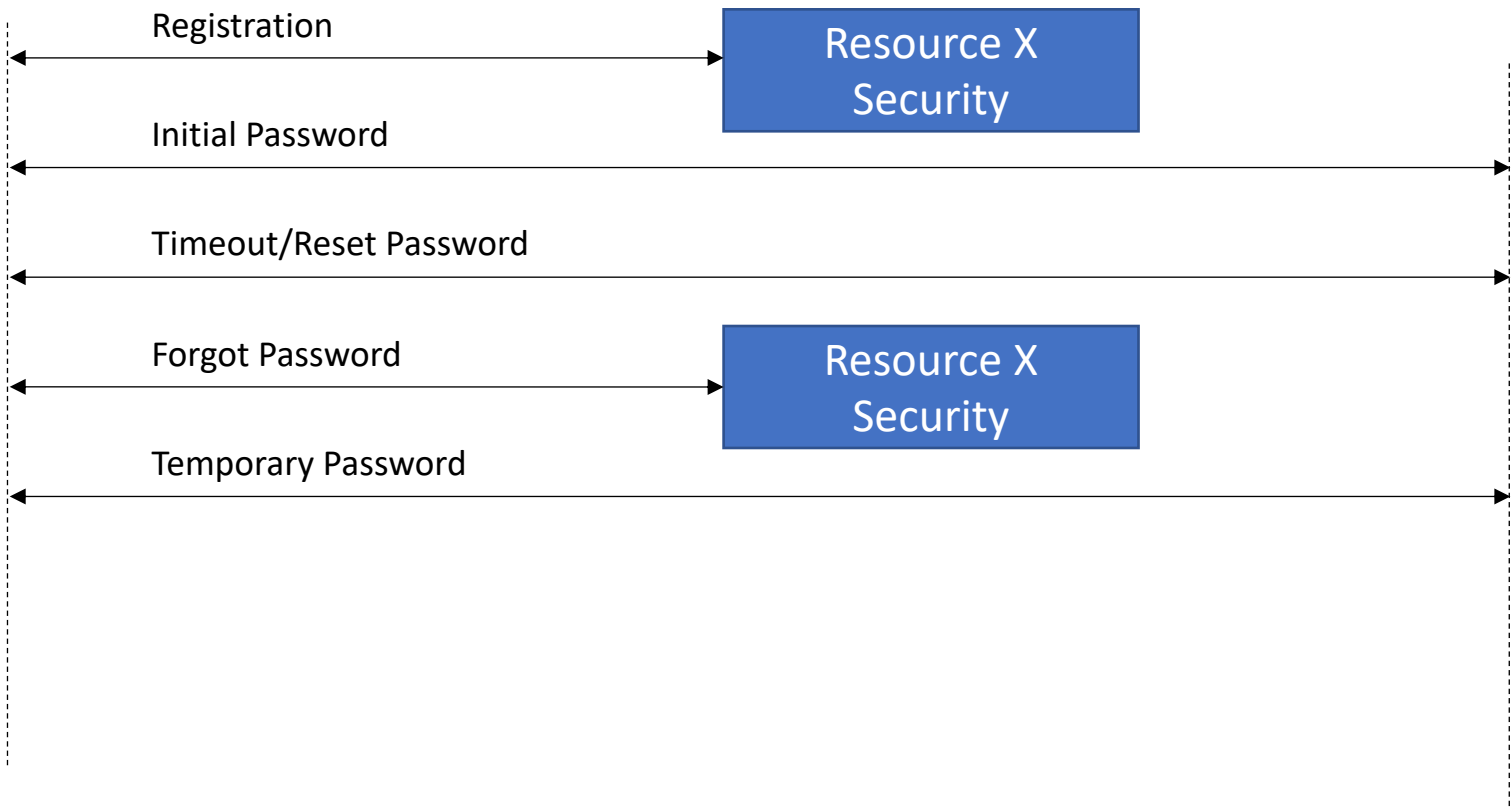 Registration
Resource X
Security
Initial Password
Timeout/Reset Password
Forgot Password
Resource X
Security
Temporary Password